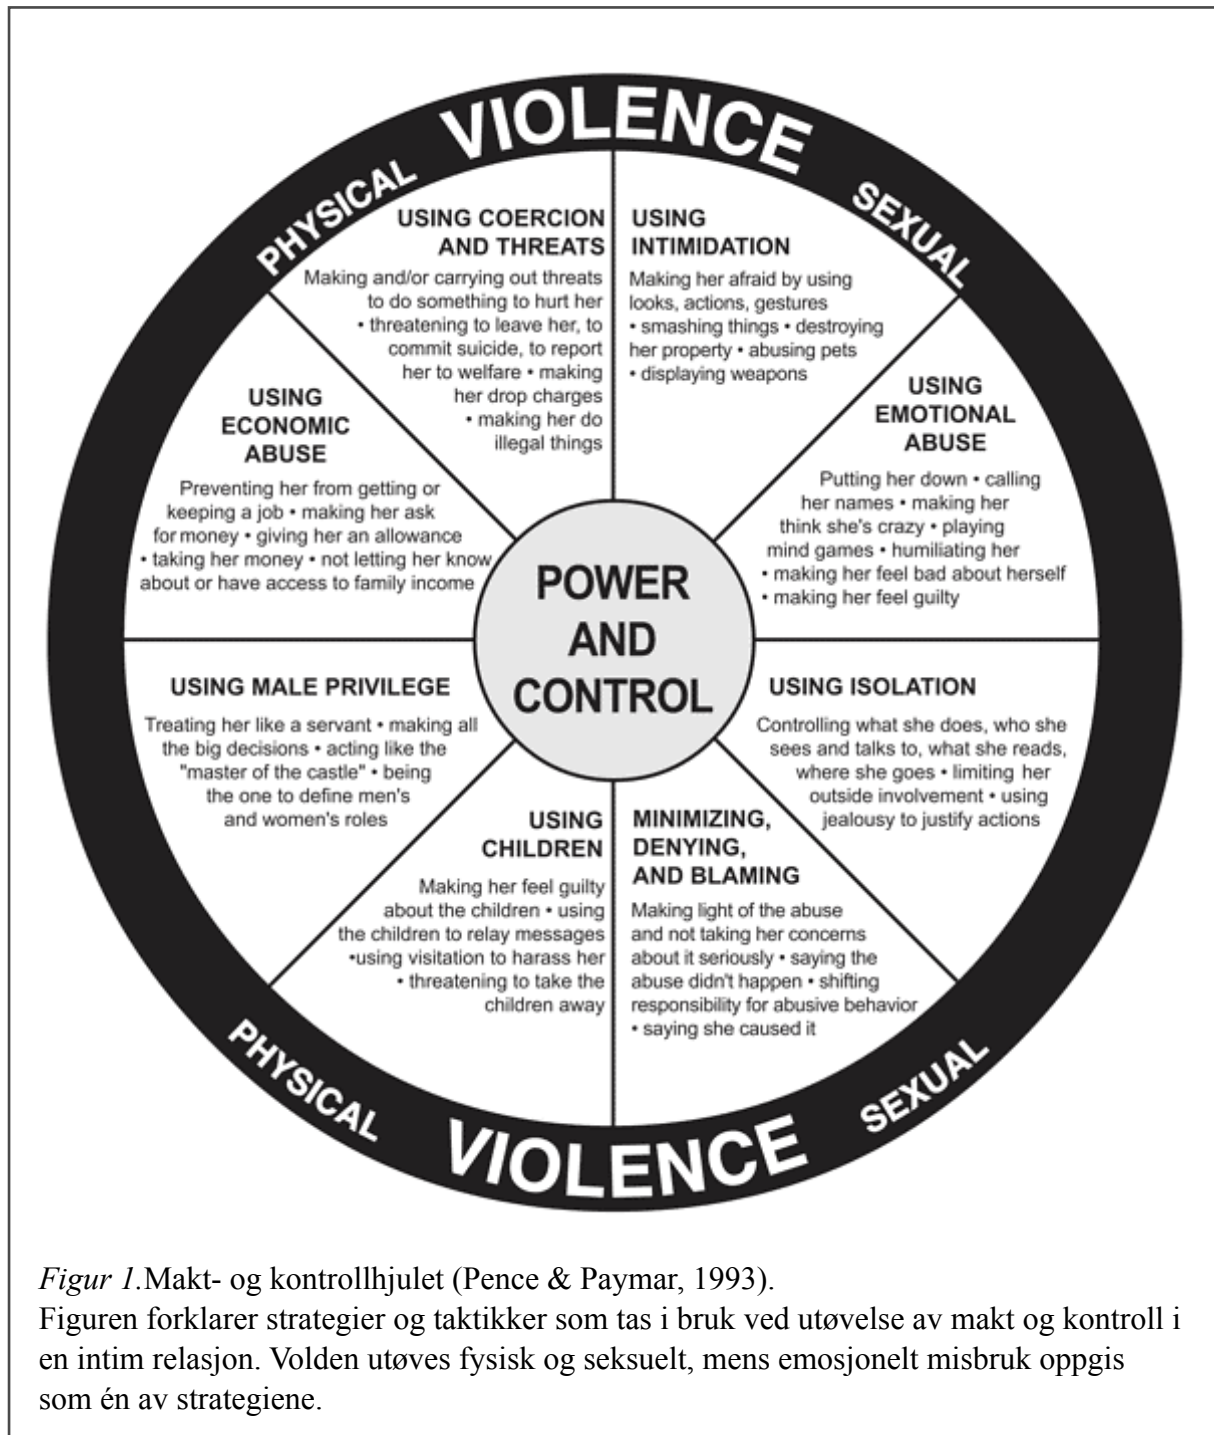 PHYSICAL VIOLENCE SEXUAL
USING COERCION
AND THREATS
Making and/or carrying out threats
to do something to hurt her
• threatening to leave her, to
commit suicide, to report
her to welfare • making
her drop charges
• making her do
illegal things
USING
INTIMIDATION
Making her afraid by using
looks, actions, gestures
• smashing things • destroying
her property • abusing pets
• displaying weapons
USING
EMOTIONAL
ABUSE
Putting her down • calling
her names • making her
think she's crazy • playing
mind games • humiliating her
• making her feel bad about herself
• making her feel guilty
USING ISOLATION
Controlling what she does, who she
sees and talks to, what she reads,
where she goes • limiting her
outside involvement • using
jealousy to justify actions
MINIMIZING,
DENYING,
AND BLAMING
Making light of the abuse
and not taking her concerns
about it seriously • saying the
abuse didn't happen • shifting
responsibility for abusive behavior
• saying she caused it
USING
CHILDREN
Making her feel guilty
about the children • using
the children to relay messages
•using visitation to harass her
• threatening to take the
children away
USING MALE PRIVILEGE
Treating her like a servant • making all
the big decisions • acting like the
"master of the castle" • being
the one to define men's
and women's roles
USING
ECONOMIC
ABUSE
Preventing her from getting or
keeping a job • making her ask
for money • giving her an allowance
• taking her money • not letting her know
about or have access to family income
POWER
AND
CONTROL
PHYSICAL VIOLENCE SEXUAL
Figur 1.Makt- og kontrollhjulet (Pence & Paymar, 1993).
Figuren forklarer strategier og taktikker som tas i bruk ved utøvelse av makt og kontroll i
en intim relasjon. Volden utøves fysisk og seksuelt, mens emosjonelt misbruk oppgis
som én av strategiene.